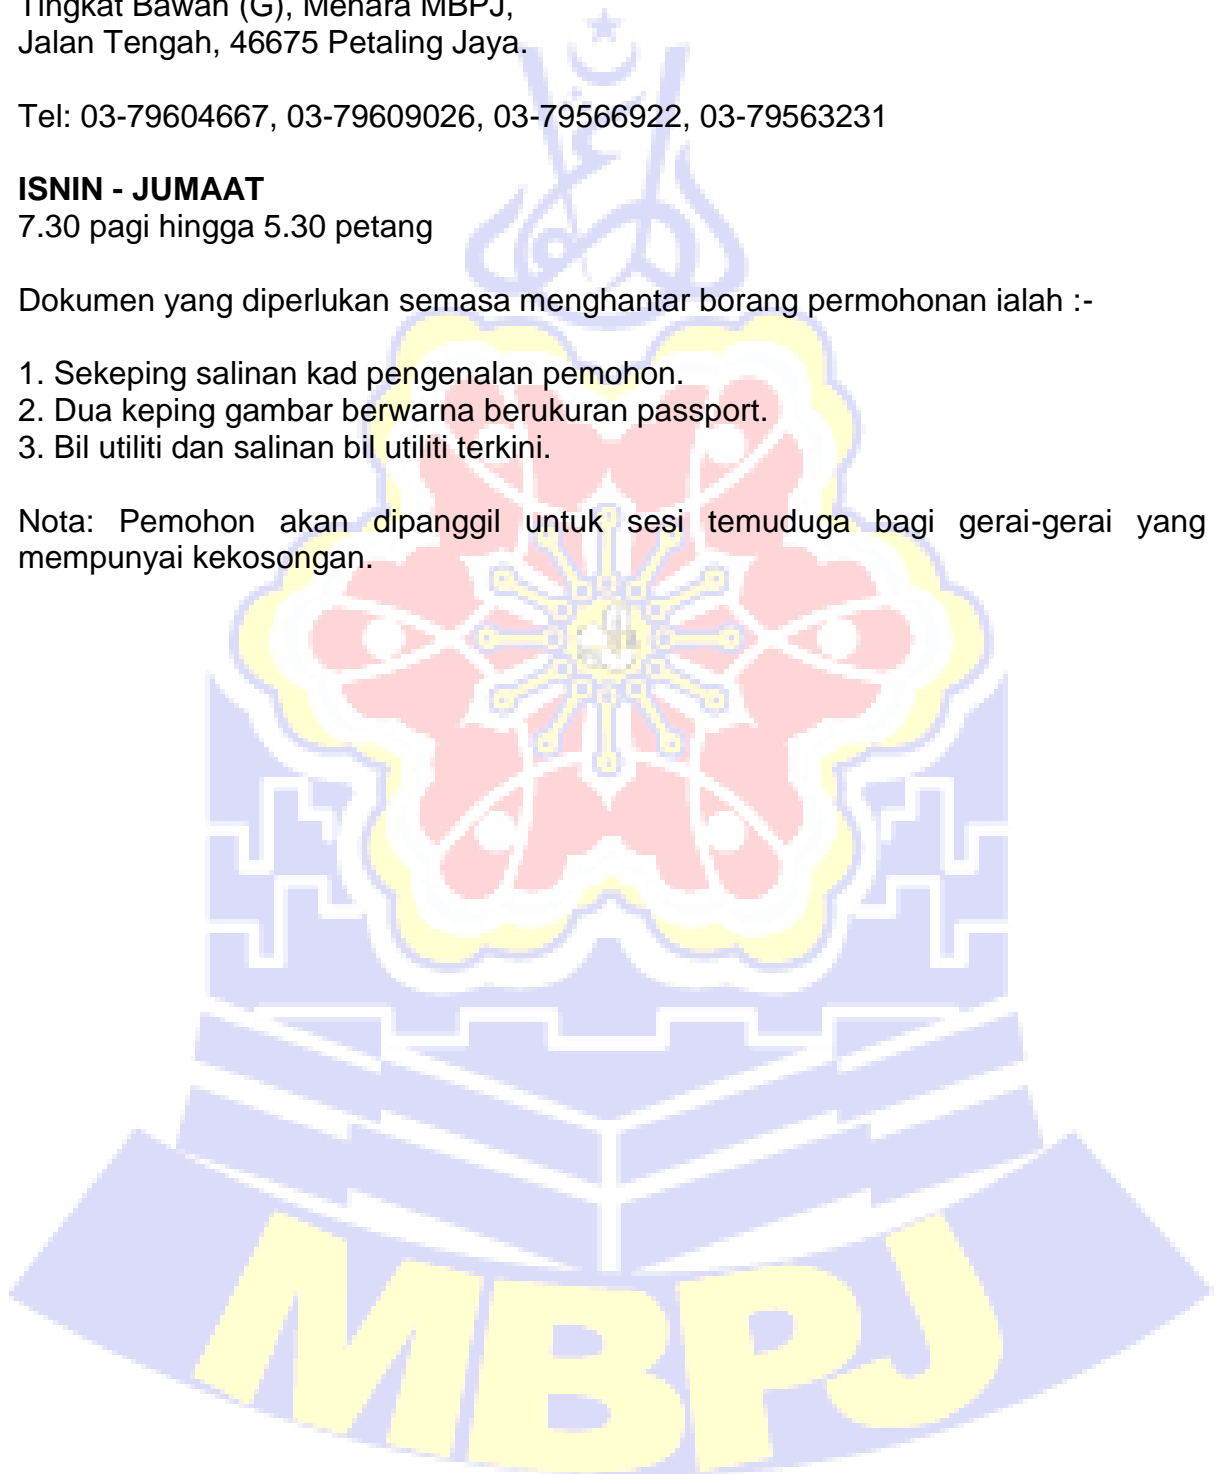 Tingkat Bawah (G), Menara MBPJ,
Jalan Tengah, 46675 Petaling Jaya.
Tel: 03-79604667, 03-79609026, 03-79566922, 03-79563231
ISNIN - JUMAAT
7.30 pagi hingga 5.30 petang
Dokumen yang diperlukan semasa menghantar borang permohonan ialah :-
1. Sekeping salinan kad pengenalan pemohon.
2. Dua keping gambar berwarna berukuran passport.
3. Bil utiliti dan salinan bil utiliti terkini.
Nota: Pemohon akan dipanggil untuk sesi temuduga bagi gerai-gerai yang
mempunyai kekosongan.
MBPJ